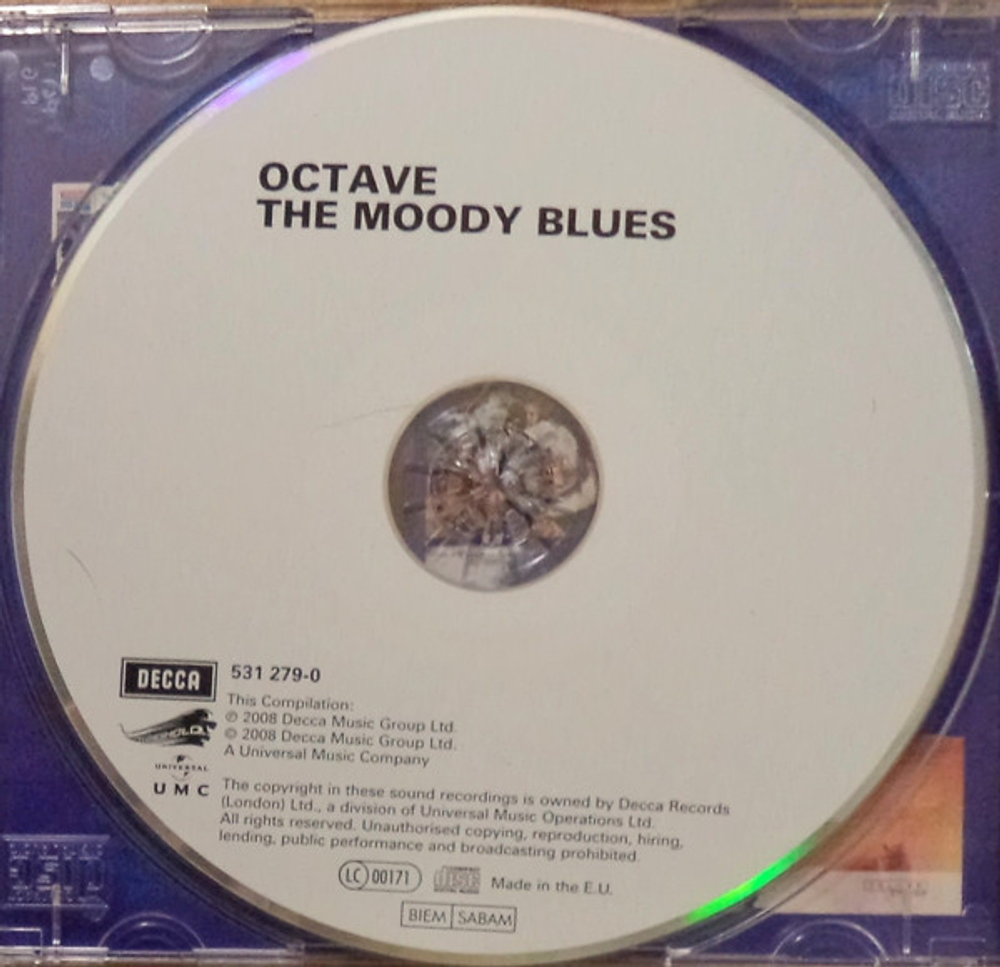 OCTAVE
THE MOODY BLUES
DECCA
531 279-0
This Compilation:
℗ 2008 Decca Music Group Ltd.
© 2008 Decca Music Group Ltd.
A Universal Music Company
UNIVERSAL
UMC
The copyright in these sound recordings is owned by Decca Records
(London) Ltd., a division of Universal Music Operations Ltd.
All rights reserved. Unauthorised copying, reproduction, hiring,
lending, public performance and broadcasting prohibited.
LC 00171
disc
Made in the E.U.
BIEM SABAM